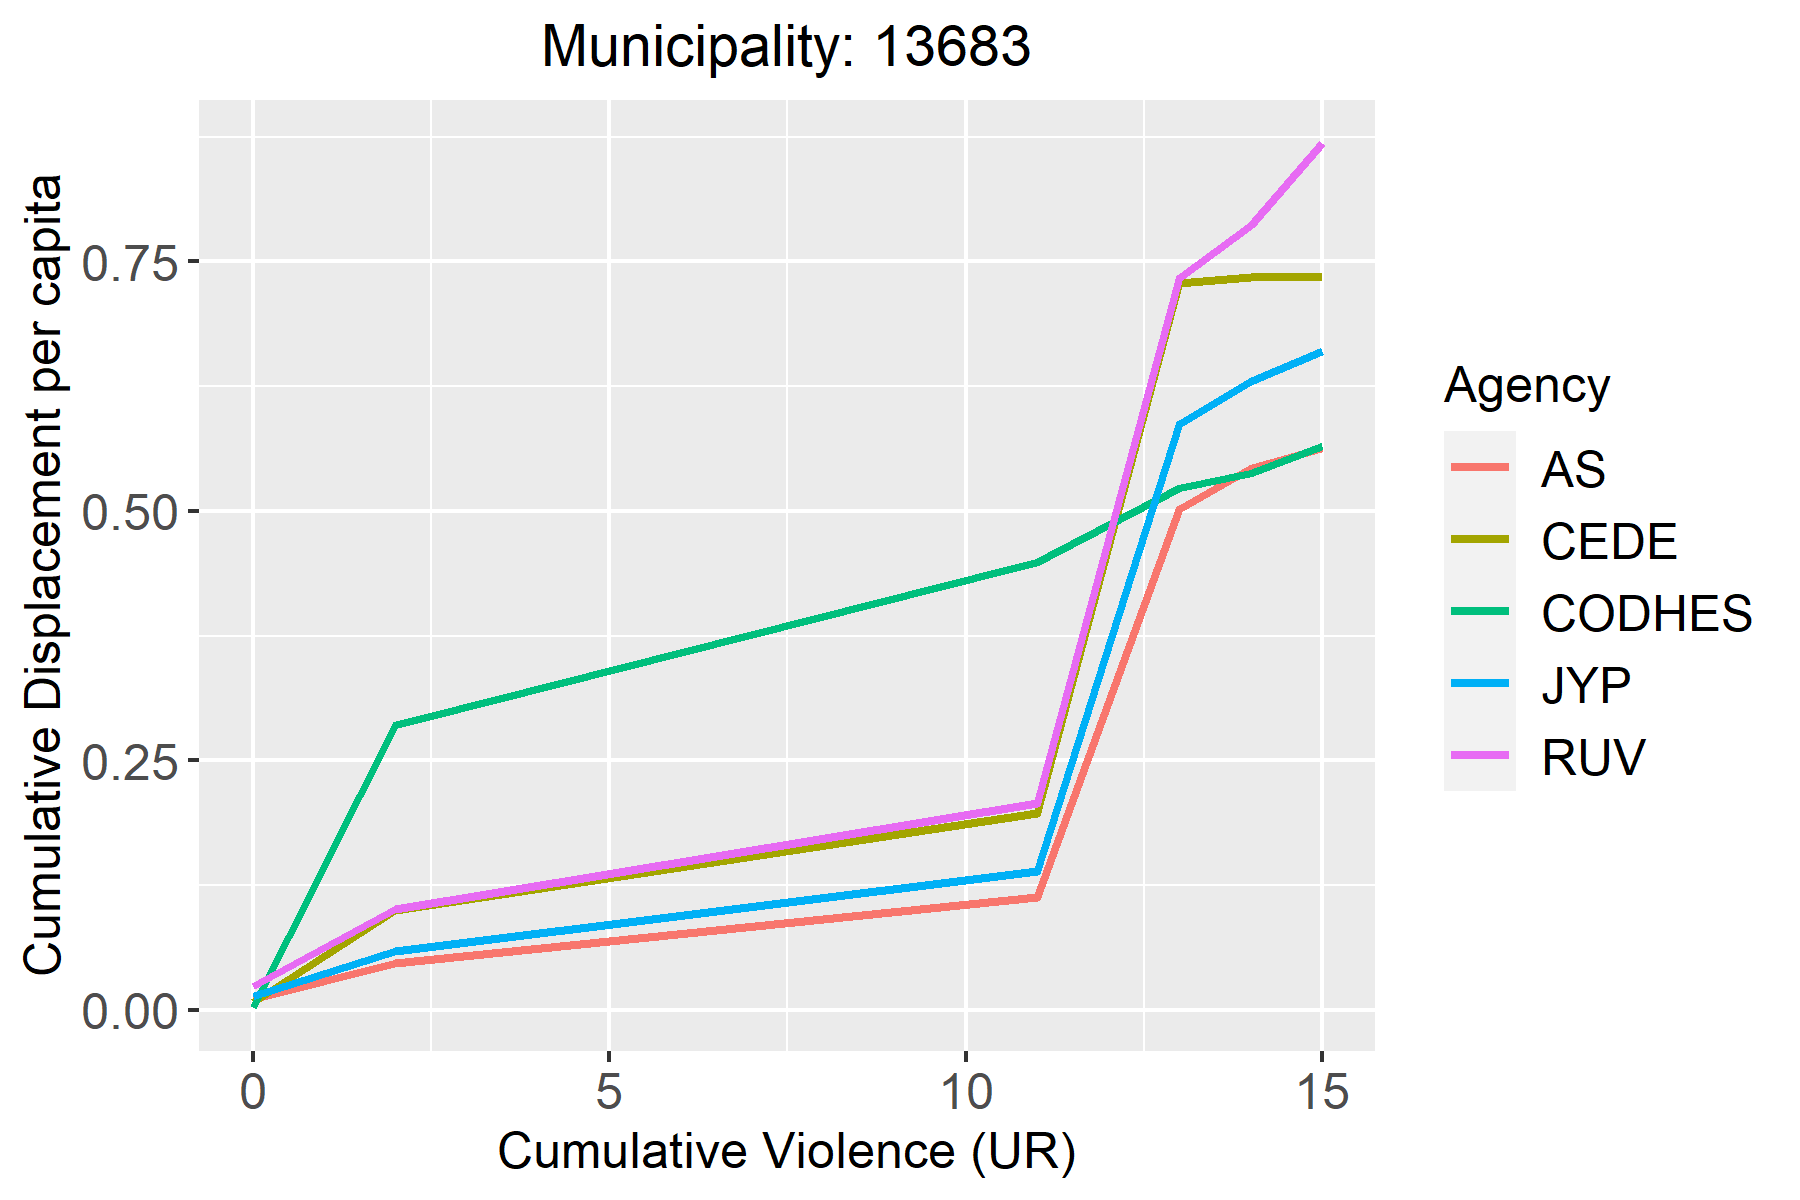 Municipality: 13683
Cumulative Displacement per capita
0.75
0.50
0.25
0.00
0
5
10
15
Cumulative Violence (UR)
Agency
AS
CEDE
CODHES
JYP
RUV